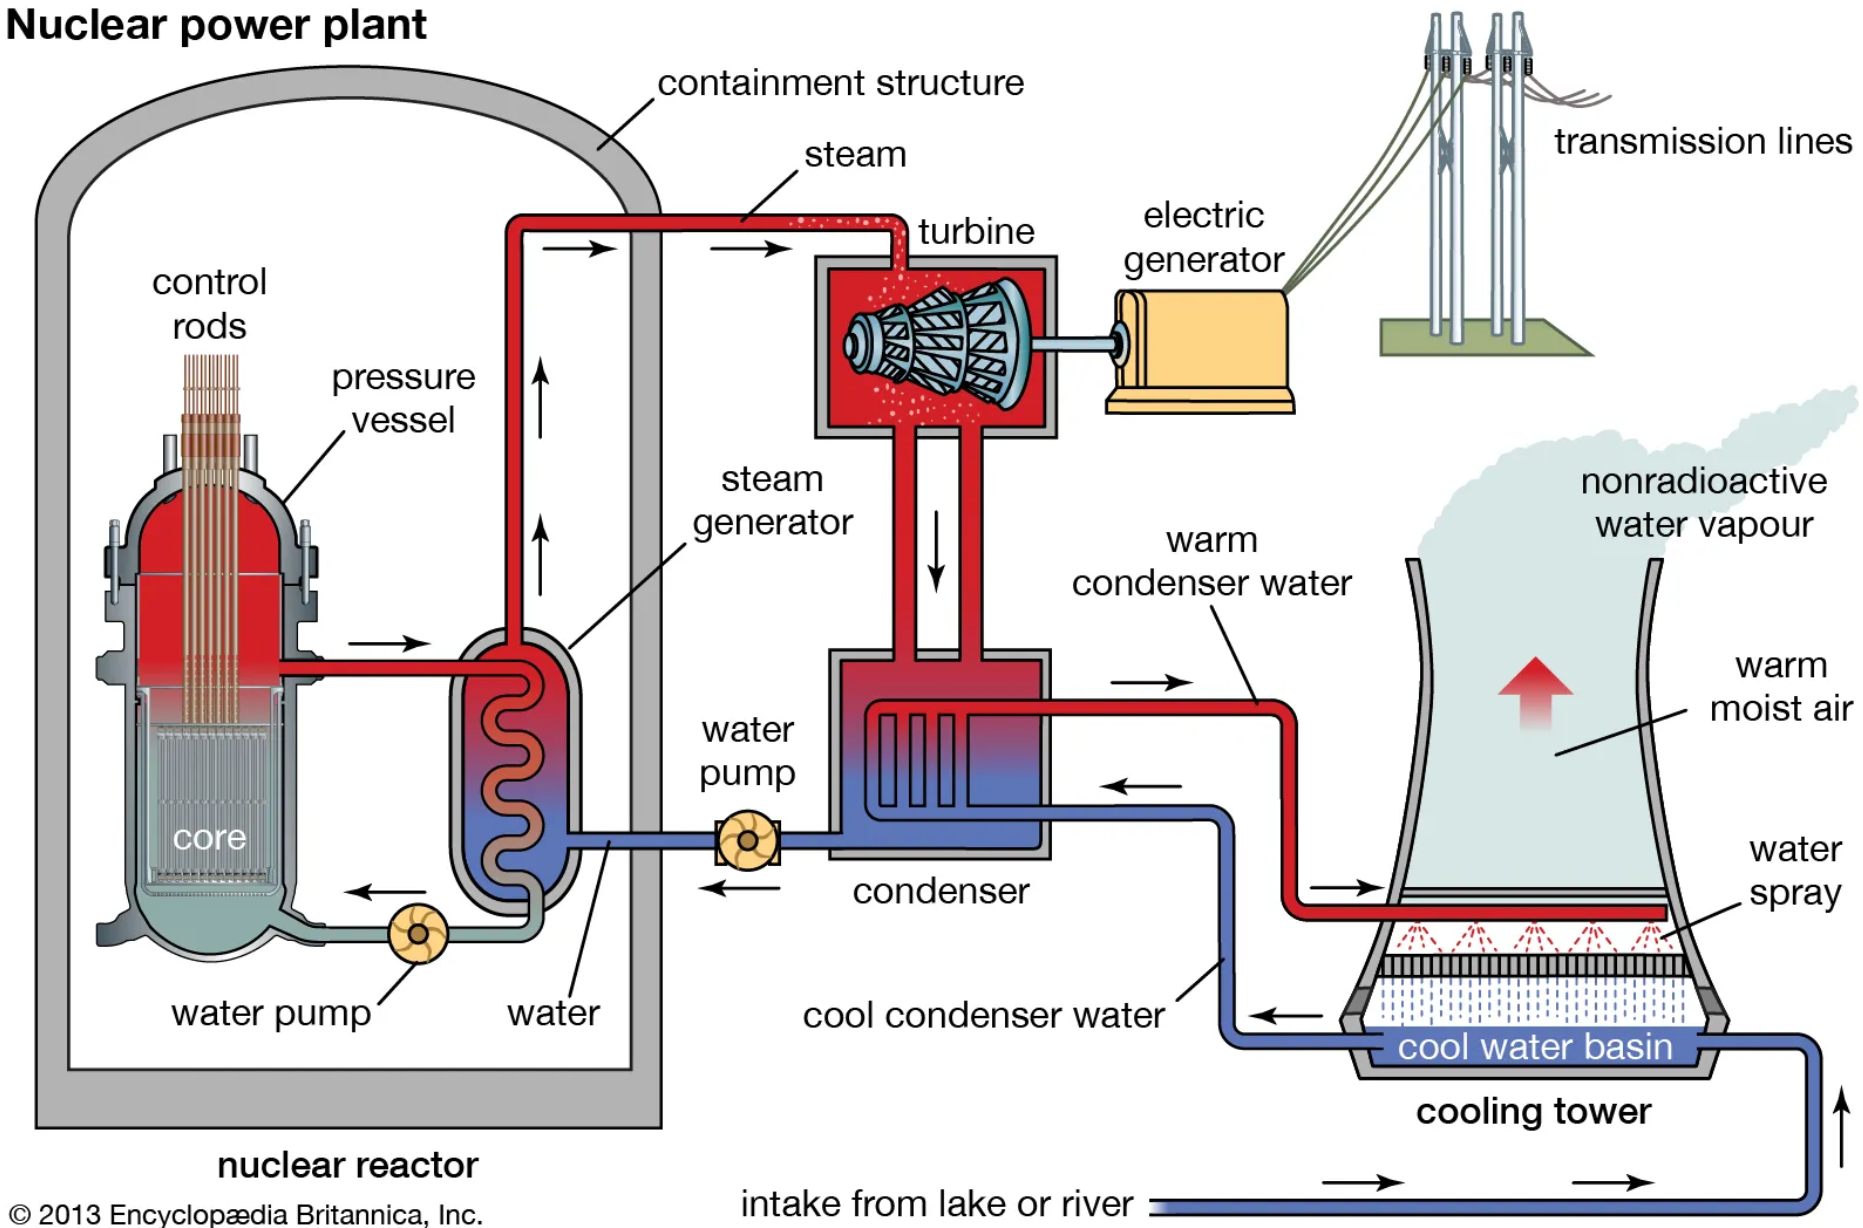 Nuclear power plant
containment structure
steam
transmission lines
turbine
electric
generator
control
rods
pressure
vessel
steam
generator
nonradioactive
water vapour
warm
condenser water
warm
moist air
water
pump
core
water
spray
condenser
water pump
water
cool condenser water
cool water basin
cooling tower
nuclear reactor
intake from lake or river
© 2013 Encyclopædia Britannica, Inc.